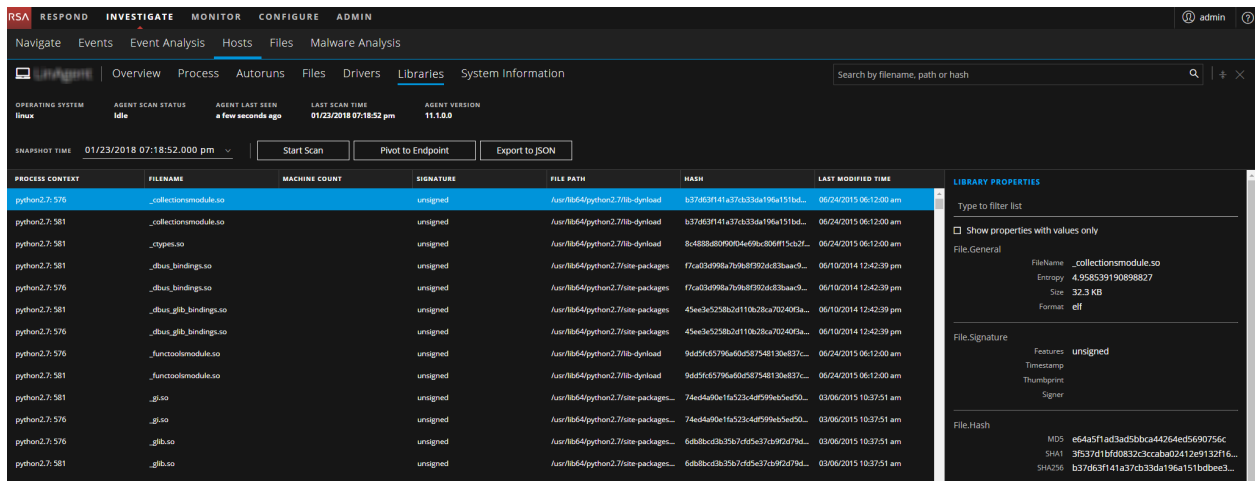 RSA RESPOND INVESTIGATE MONITOR CONFIGURE ADMIN admin
Navigate Events Event Analysis Hosts Files Malware Analysis
Overview Process Autoruns Files Drivers Libraries System Information Search by filename, path or hash
OPERATING SYSTEM AGENT SCAN STATUS AGENT LAST SEEN LAST SCAN TIME AGENT VERSION
linux Idle a few seconds ago 01/23/2018 07:18:52 pm 11.1.0.0
SNAPSHOT TIME 01/23/2018 07:18:52.000 pm Start Scan Pivot to Endpoint Export to JSON
PROCESS CONTEXT FILENAME MACHINE COUNT SIGNATURE FILE PATH HASH LAST MODIFIED TIME
python2.7: 576 _collectionsmodule.so unsigned /usr/lib64/python2.7/lib-dynload b37d63f141a37cb33da196a151bd... 06/24/2015 06:12:00 am
python2.7: 581 _collectionsmodule.so unsigned /usr/lib64/python2.7/lib-dynload b37d63f141a37cb33da196a151bd... 06/24/2015 06:12:00 am
python2.7: 581 _ctypes.so unsigned /usr/lib64/python2.7/lib-dynload 8c4888d80f90f04e69bc806ff15cb2f... 06/24/2015 06:12:00 am
python2.7: 581 _dbus_bindings.so unsigned /usr/lib64/python2.7/site-packages f7ca03d998a7b9b8f392dc83baac9... 06/10/2014 12:42:39 pm
python2.7: 576 _dbus_bindings.so unsigned /usr/lib64/python2.7/site-packages f7ca03d998a7b9b8f392dc83baac9... 06/10/2014 12:42:39 pm
python2.7: 581 _dbus_glib_bindings.so unsigned /usr/lib64/python2.7/site-packages 45ee3e5258b2d110b28ca70240f3a... 06/10/2014 12:42:39 pm
python2.7: 576 _dbus_glib_bindings.so unsigned /usr/lib64/python2.7/site-packages 45ee3e5258b2d110b28ca70240f3a... 06/10/2014 12:42:39 pm
python2.7: 576 _functoolsmodule.so unsigned /usr/lib64/python2.7/lib-dynload 9dd5fc65796a60d587548130e837c... 06/24/2015 06:12:00 am
python2.7: 581 _functoolsmodule.so unsigned /usr/lib64/python2.7/lib-dynload 9dd5fc65796a60d587548130e837c... 06/24/2015 06:12:00 am
python2.7: 581 _gi.so unsigned /usr/lib64/python2.7/site-packages... 74ed4a90e1fa523c4df599eb5ed50... 03/06/2015 10:37:51 am
python2.7: 576 _gi.so unsigned /usr/lib64/python2.7/site-packages... 74ed4a90e1fa523c4df599eb5ed50... 03/06/2015 10:37:51 am
python2.7: 576 _glib.so unsigned /usr/lib64/python2.7/site-packages... 6db8bcd3b35b7cfd5e37cb9f2d79d... 03/06/2015 10:37:51 am
python2.7: 581 _glib.so unsigned /usr/lib64/python2.7/site-packages... 6db8bcd3b35b7cfd5e37cb9f2d79d... 03/06/2015 10:37:51 am
LIBRARY PROPERTIES
Type to filter list
Show properties with values only
File.General
FileName _collectionsmodule.so
Entropy 4.958539190898827
Size 32.3 KB
Format elf
File.Signature
Features unsigned
Timestamp
Thumbprint
Signer
File.Hash
MD5 e64a5f1ad3ad5bbca44264ed5690756c
SHA1 3f537d1bfd0832c3ccaba02412e9132f16...
SHA256 b37d63f141a37cb33da196a151bdbee3...